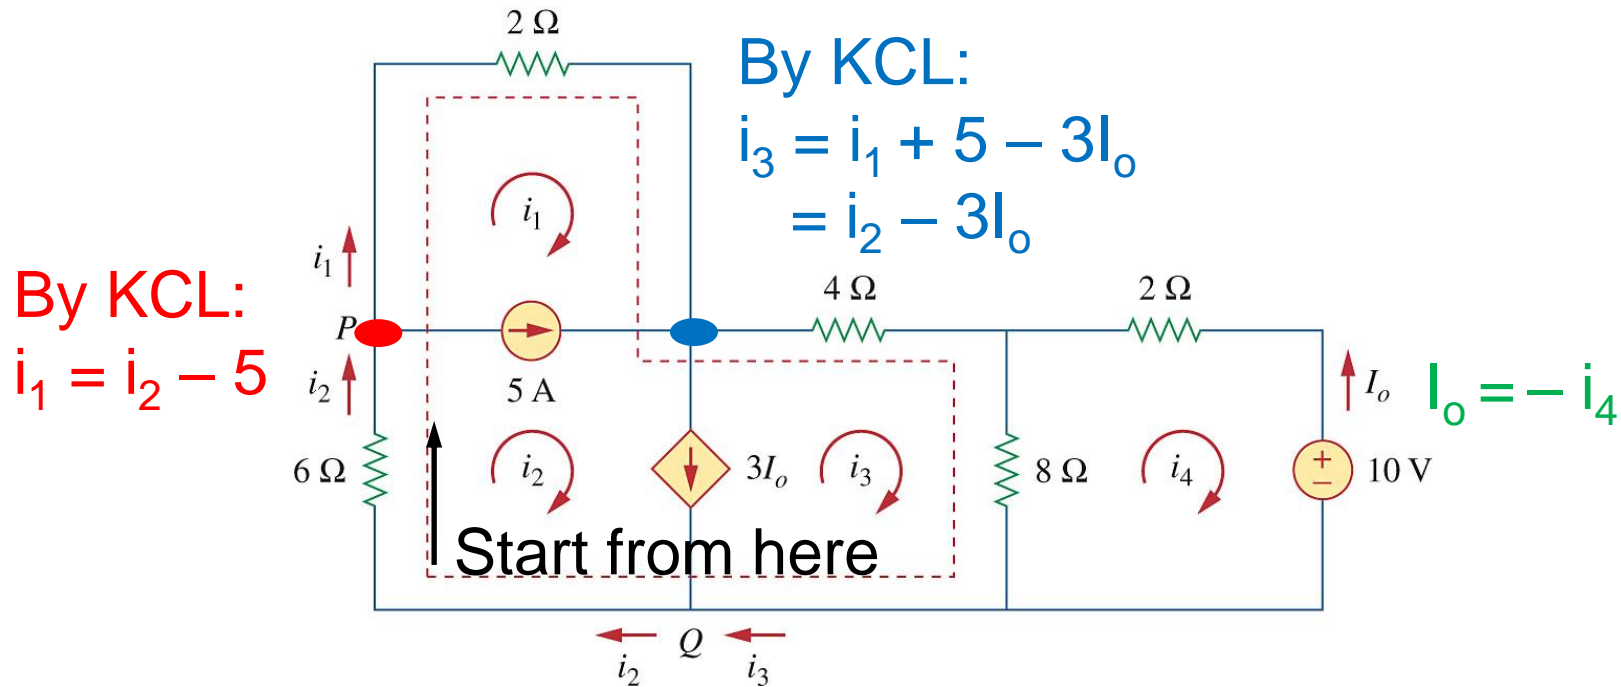 2 Ω
By KCL:
i₃ = i₁ + 5 – 3Iₒ
= i₂ – 3Iₒ
i₁
i₁
By KCL:
i₁ = i₂ – 5
P
i₂
5 A
4 Ω
2 Ω
Iₒ
Iₒ = – i₄
6 Ω
i₂
3Iₒ
i₃
8 Ω
i₄
+
–
10 V
Start from here
i₂
Q
i₃